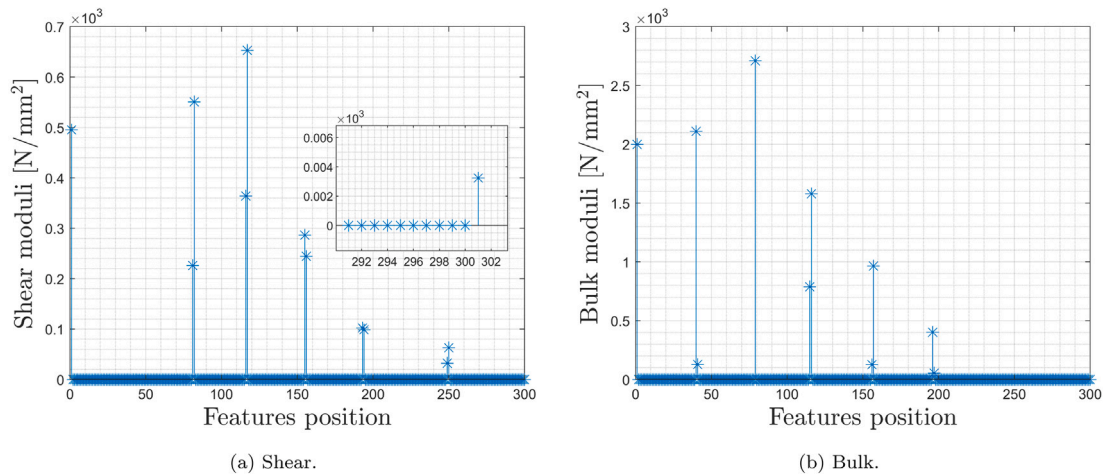 ×10³
0.7
0.6
0.5
0.4
0.3
0.2
0.1
0
Shear moduli [N/mm²]
0.006 ×10³
0.004 ×10³
0.002 ×10³
0
292 294 296 298 300 302
0 50 100 150 200 250 300
Features position
(a) Shear.
×10³
3
2.5
2
1.5
1
0.5
0
Bulk moduli [N/mm²]
0 50 100 150 200 250 300
Features position
(b) Bulk.